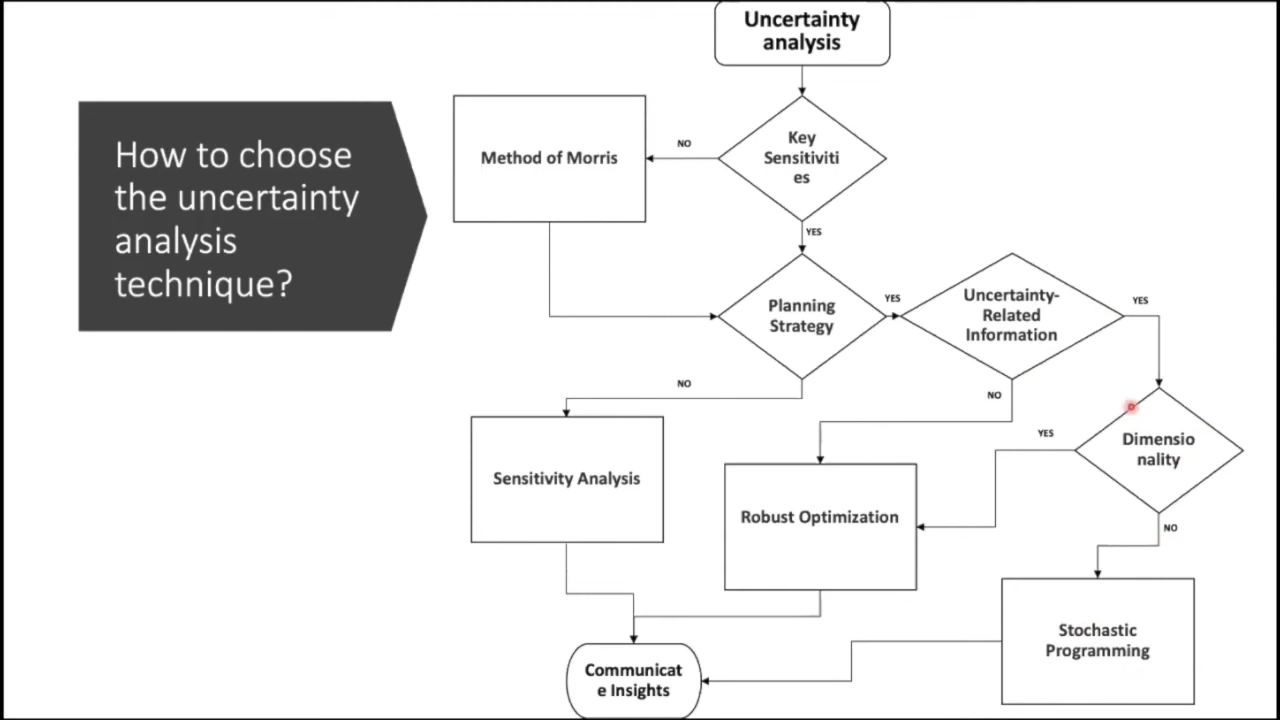 Uncertainty
analysis
How to choose
the uncertainty
analysis
technique?
Method of Morris
NO
Key
Sensitiviti
es
YES
Planning
Strategy
YES
Uncertainty-
Related
Information
YES
NO
NO
YES
Dimensio
nality
Sensitivity Analysis
Robust Optimization
NO
Stochastic
Programming
Communicat
e Insights